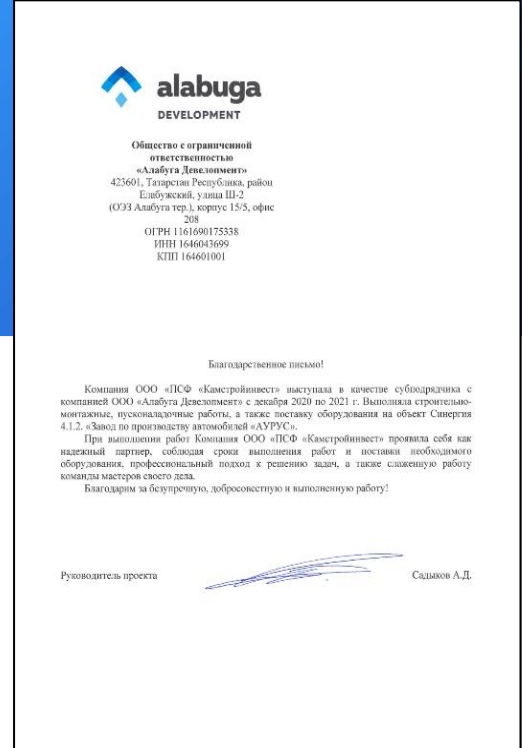 alabuga
DEVELOPMENT
Общество с ограниченной
ответственностью
«Алабуга Девелопмент»
423601, Татарстан Республика, район
Елабужский, улица Ш-2
(ОЭЗ Алабуга тер.), корпус 15/5, офис
208
ОГРН 1161690175338
ИНН 1646043699
КПП 164601001
Благодарственное письмо!
Компания ООО «ПСФ «Камстройинвест» выступала в качестве субподрядчика с
компанией ООО «Алабуга Девелопмент» с декабря 2020 по 2021 г. Выполняла строительно-
монтажные, пусконаладочные работы, а также поставку оборудования на объект Синергия
4.1.2. «Завод по производству автомобилей «АУРУС».
При выполнении работ Компания ООО «ПСФ «Камстройинвест» проявила себя как
надежный партнер, соблюдая сроки выполнения работ и поставки необходимого
оборудования, профессиональный подход к решению задач, а также слаженную работу
команды мастеров своего дела.
Благодарим за безупречную, добросовестную и выполненную работу!
Руководитель проекта Садыков А.Д.